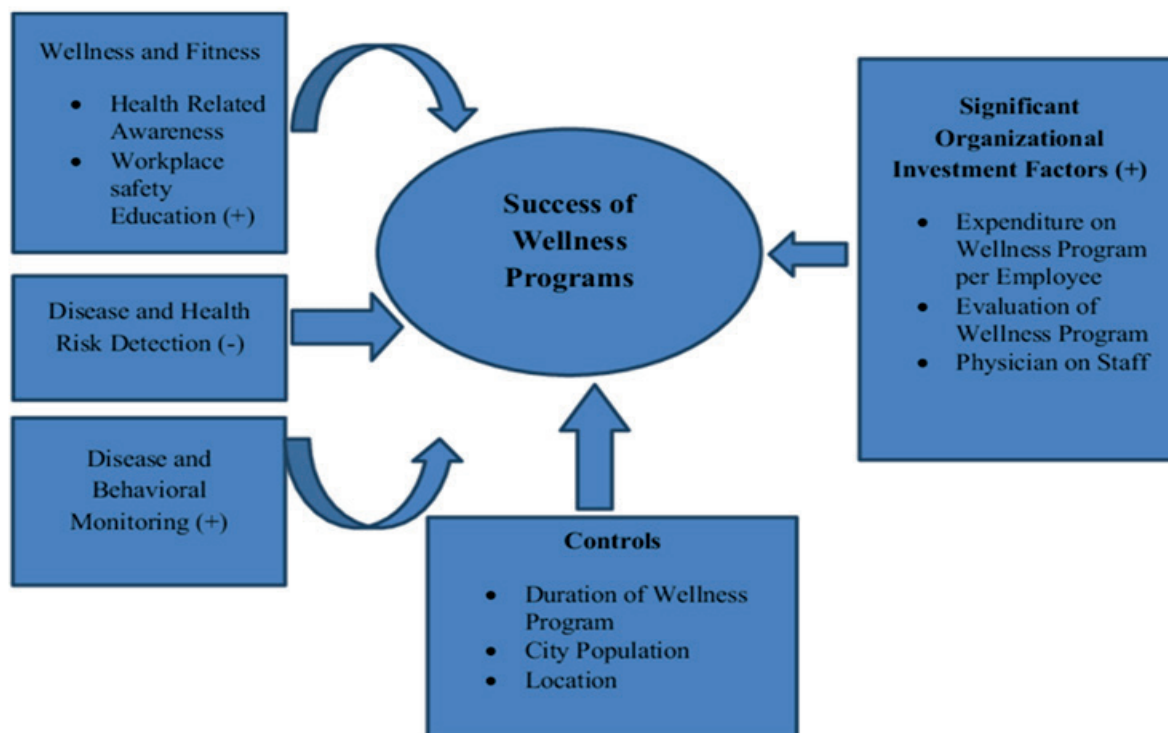 Wellness and Fitness
• Health Related
Awareness
• Workplace
safety
Education (+)
Disease and Health
Risk Detection (-)
Disease and
Behavioral
Monitoring (+)
Success of
Wellness
Programs
Controls
• Duration of Wellness
Program
• City Population
• Location
Significant
Organizational
Investment Factors (+)
• Expenditure on
Wellness Program
per Employee
• Evaluation of
Wellness Program
• Physician on Staff